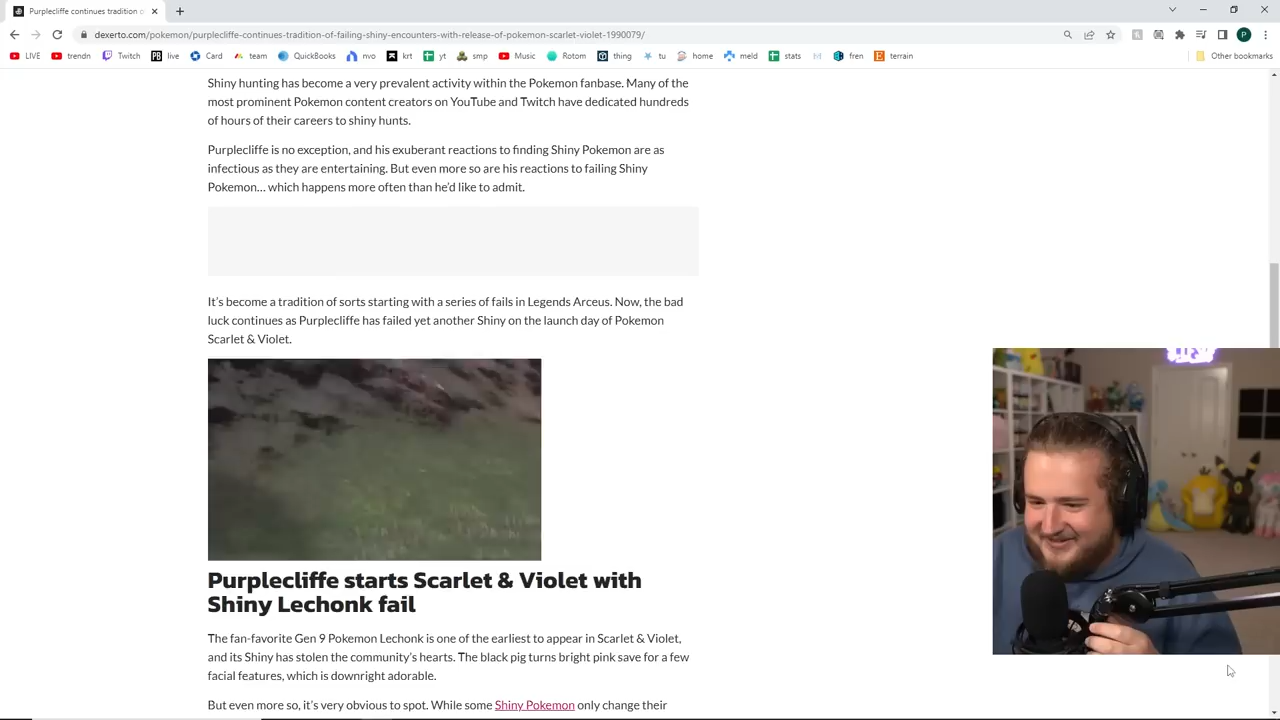 Purplecliffe continues tradition o
dexerto.com/pokemon/purplecliffe-continues-tradition-of-failing-shiny-encounters-with-release-of-pokemon-scarlet-violet-1990079/
LIVE trendn Twitch live Card team QuickBooks nvo krt yt smp Music Rotom thing tu home meld stats fren terrain Other bookmarks
Shiny hunting has become a very prevalent activity within the Pokemon fanbase. Many of the
most prominent Pokemon content creators on YouTube and Twitch have dedicated hundreds
of hours of their careers to shiny hunts.
Purplecliffe is no exception, and his exuberant reactions to finding Shiny Pokemon are as
infectious as they are entertaining. But even more so are his reactions to failing Shiny
Pokemon… which happens more often than he'd like to admit.
It's become a tradition of sorts starting with a series of fails in Legends Arceus. Now, the bad
luck continues as Purplecliffe has failed yet another Shiny on the launch day of Pokemon
Scarlet & Violet.
Purplecliffe starts Scarlet & Violet with
Shiny Lechonk fail
The fan-favorite Gen 9 Pokemon Lechonk is one of the earliest to appear in Scarlet & Violet,
and its Shiny has stolen the community's hearts. The black pig turns bright pink save for a few
facial features, which is downright adorable.
But even more so, it's very obvious to spot. While some Shiny Pokemon only change their